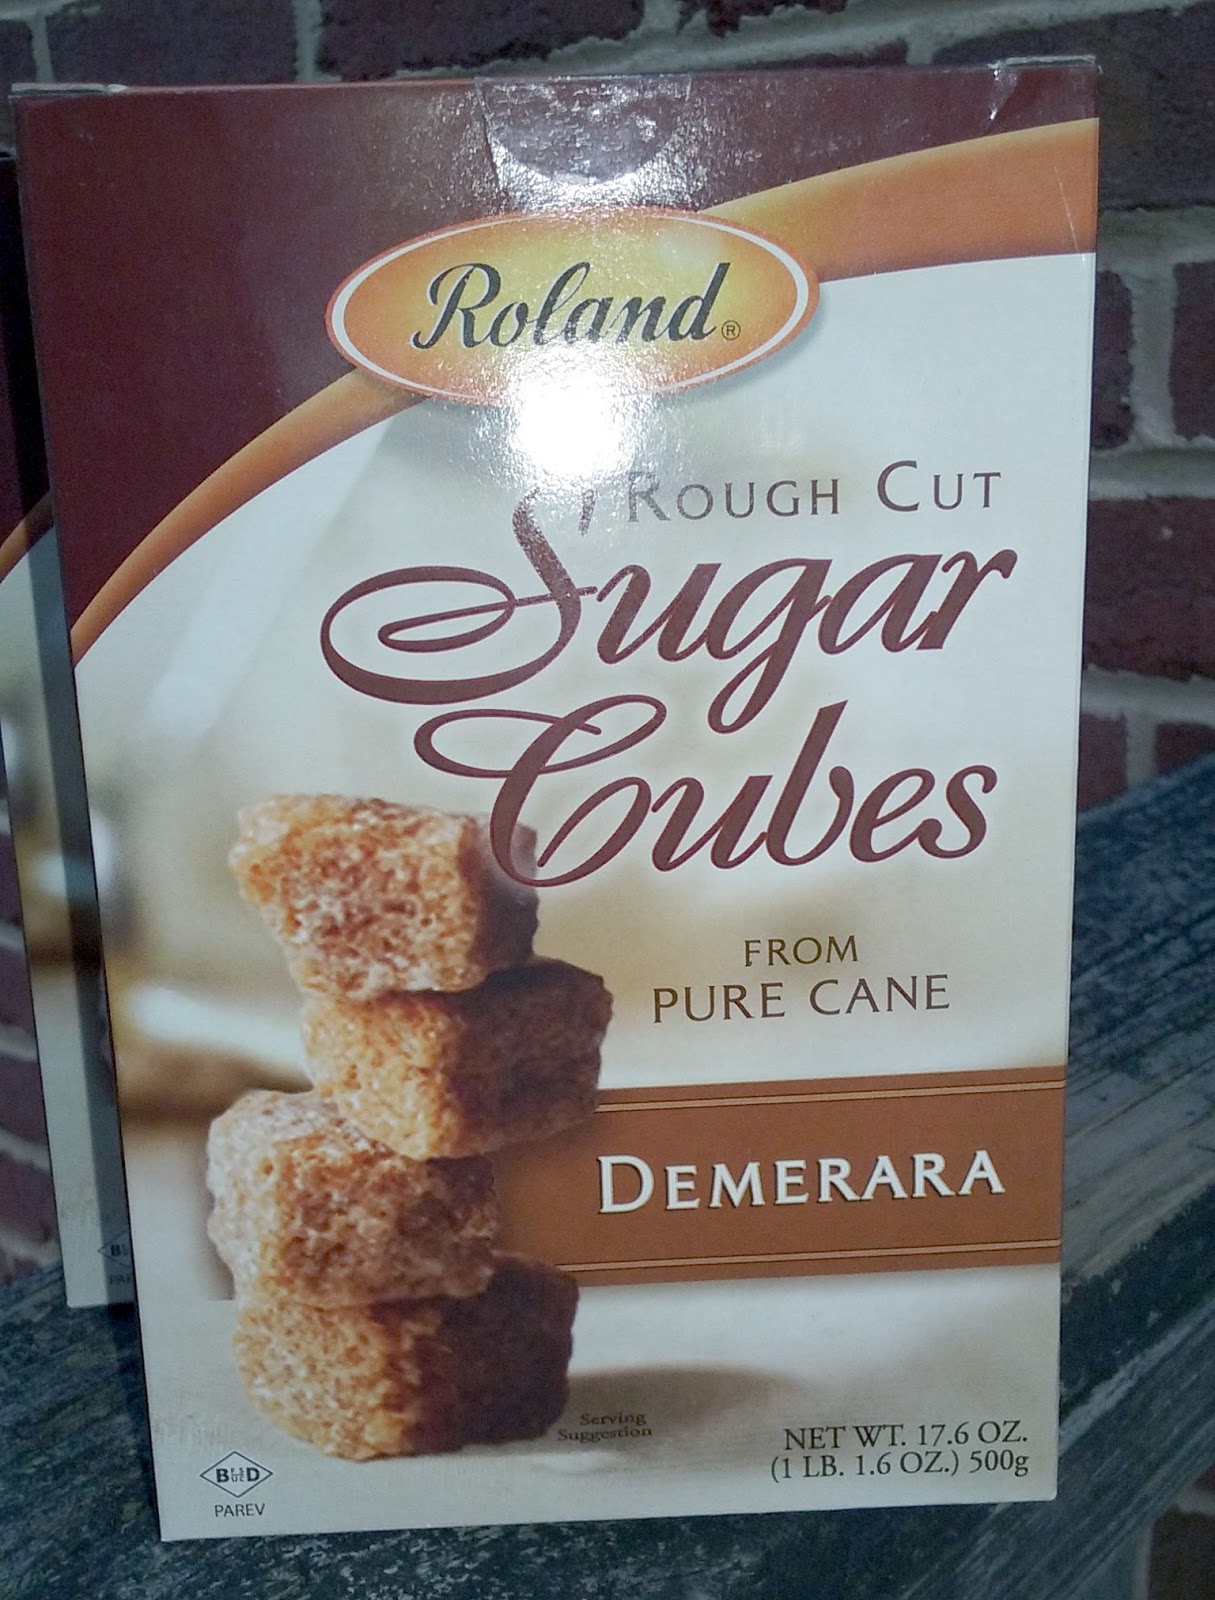 Roland®
ROUGH CUT
Sugar
Cubes
FROM
PURE CANE
DEMERARA
Serving
Suggestion
NET WT. 17.6 OZ.
(1 LB. 1.6 OZ.) 500g
PAREV